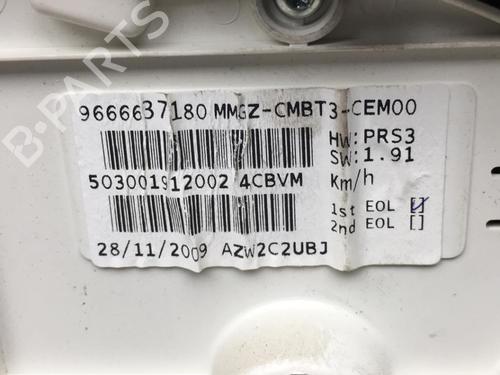 9666637180 MMGZ-CMBT3-CEM00
HW:PRS3
SW:1.91
503001912002 4CBVM
Km/h
1st EOL []
2nd EOL []
28/11/2009 AZW2C2UBJ
B-PARTS